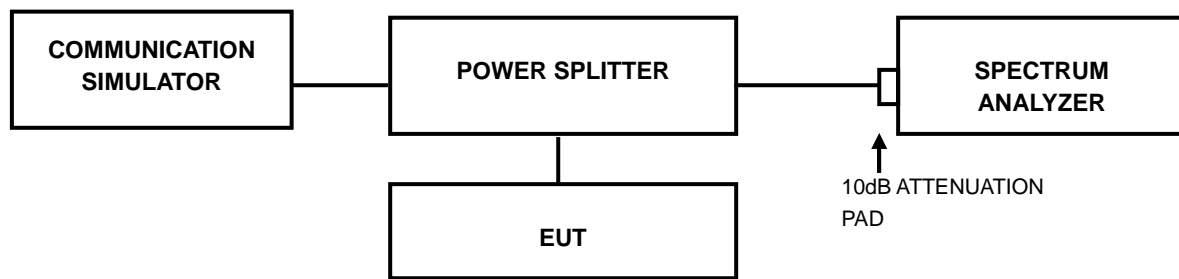 COMMUNICATION
SIMULATOR
POWER SPLITTER
SPECTRUM
ANALYZER
10dB ATTENUATION
PAD
EUT